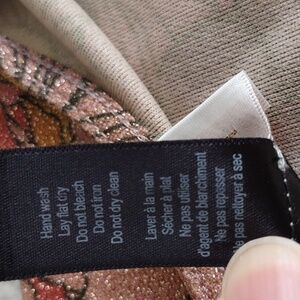 Hand wash
Lay flat dry
Do not bleach
Do not iron
Do not dry clean
Laver à la main
Sécher à plat
Ne pas utiliser
d'agent de blanchiment
Ne pas repasser
Ne pas nettoyer à sec